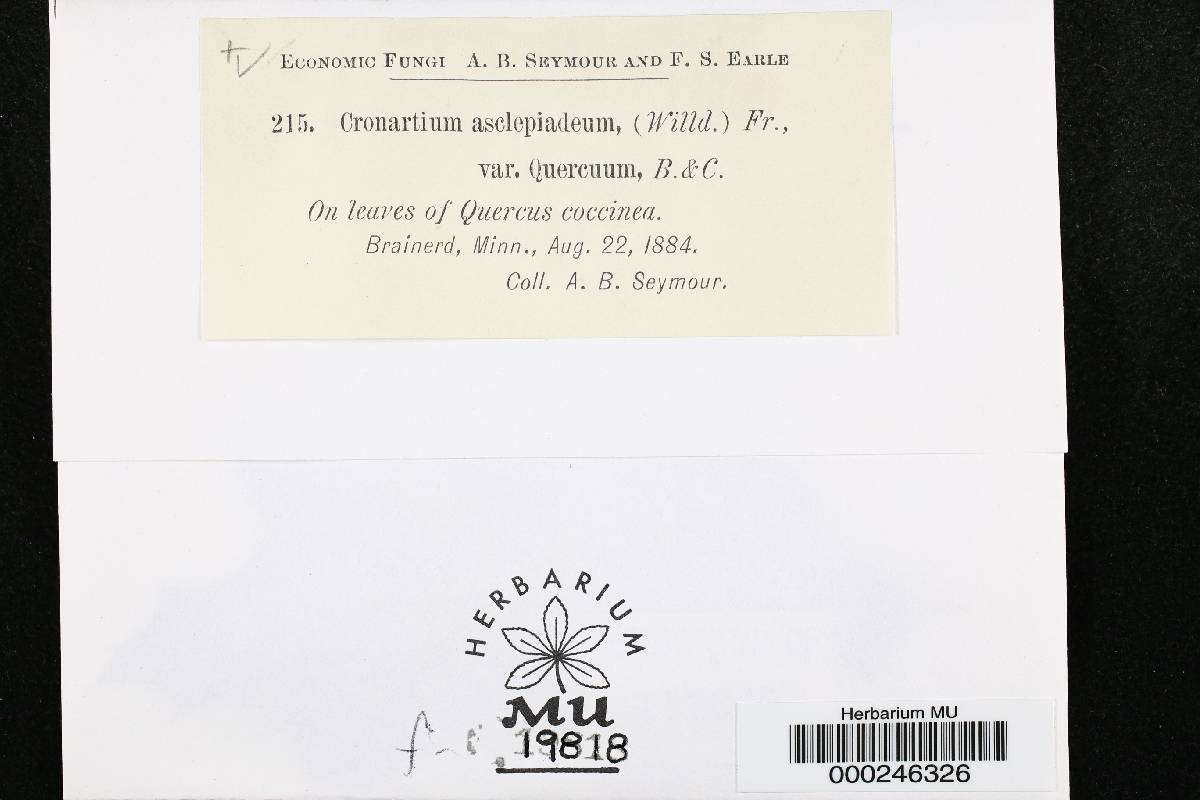 ECONOMIC FUNGI A. B. SEYMOUR AND F. S. EARLE
215. Cronartium asclepiadeum, (Willd.) Fr.,
var. Quercuum, B. & C.
On leaves of Quercus coccinea.
Brainerd, Minn., Aug. 22, 1884.
Coll. A. B. Seymour.
HERBARIUM
MU
19818
Herbarium MU
000246326